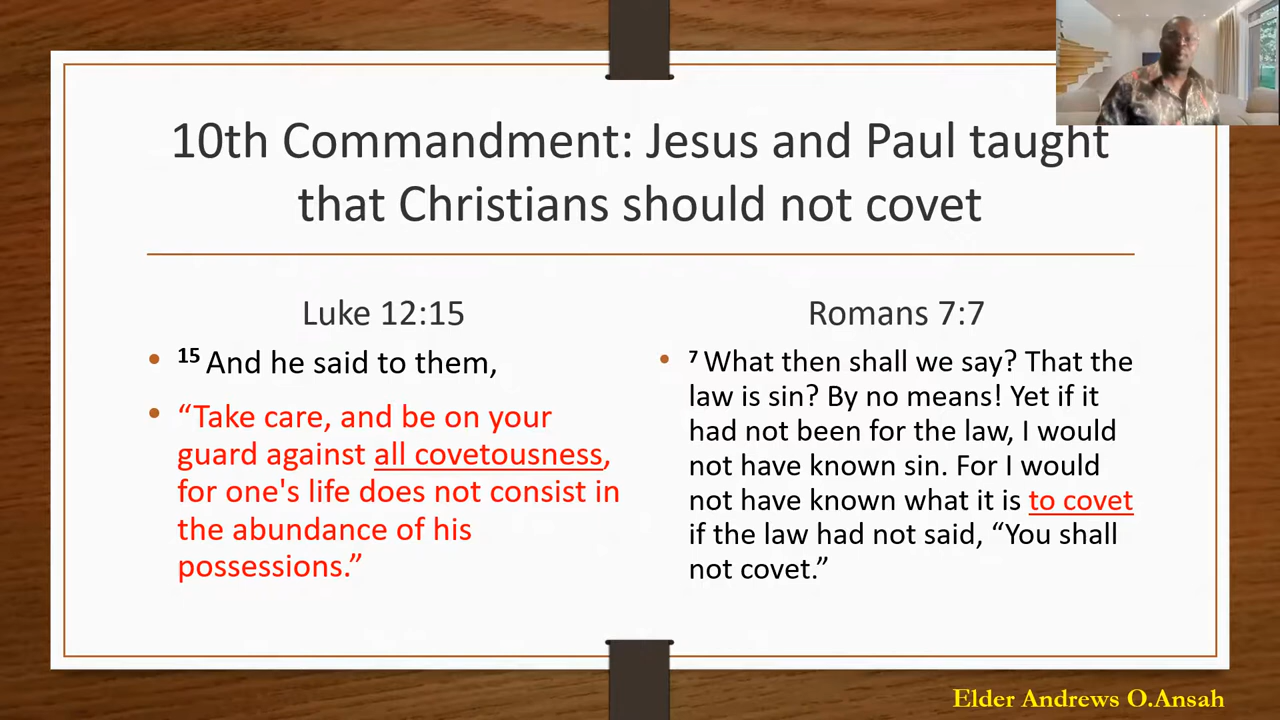 10th Commandment: Jesus and Paul taught
that Christians should not covet
Luke 12:15
• 15 And he said to them,
• “Take care, and be on your
guard against all covetousness,
for one's life does not consist in
the abundance of his
possessions.”
Romans 7:7
• 7 What then shall we say? That the
law is sin? By no means! Yet if it
had not been for the law, I would
not have known sin. For I would
not have known what it is to covet
if the law had not said, “You shall
not covet.”
Elder Andrews O.Ansah